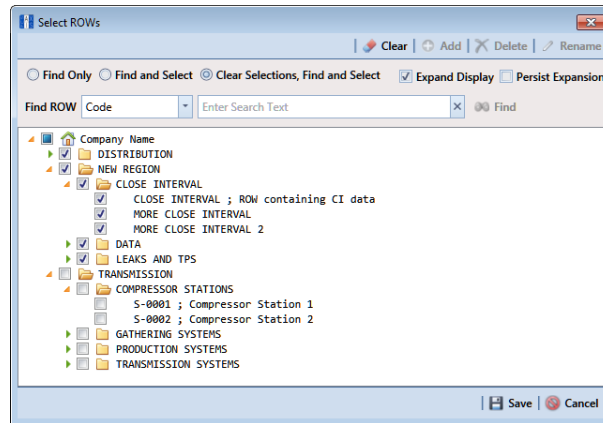 Select ROWs
Clear Add Delete Rename
Find Only Find and Select Clear Selections, Find and Select Expand Display Persist Expansion
Find ROW Code Enter Search Text Find
Company Name
DISTRIBUTION
NEW REGION
CLOSE INTERVAL
CLOSE INTERVAL ; ROW containing CI data
MORE CLOSE INTERVAL
MORE CLOSE INTERVAL 2
DATA
LEAKS AND TPS
TRANSMISSION
COMPRESSOR STATIONS
S-0001 ; Compressor Station 1
S-0002 ; Compressor Station 2
GATHERING SYSTEMS
PRODUCTION SYSTEMS
TRANSMISSION SYSTEMS
Save Cancel